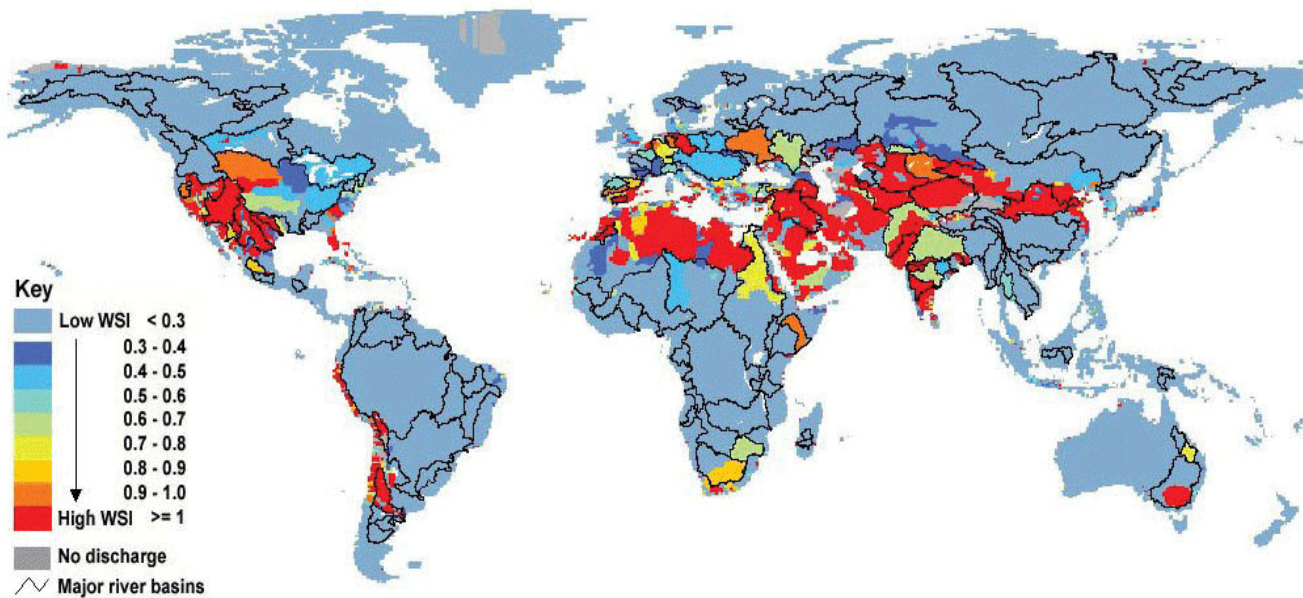 Key
Low WSI < 0.3
0.3 - 0.4
0.4 - 0.5
0.5 - 0.6
0.6 - 0.7
0.7 - 0.8
0.8 - 0.9
0.9 - 1.0
High WSI >= 1
No discharge
Major river basins